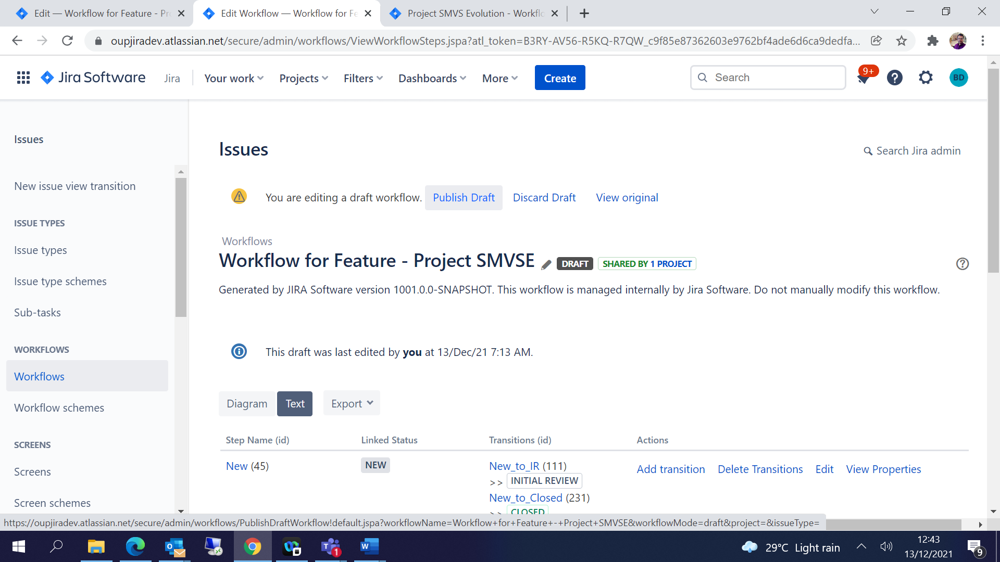 Edit — Workflow for Feature - Pr
Edit Workflow — Workflow for Fe
Project SMVS Evolution - Workflo
oupjiradev.atlassian.net/secure/admin/workflows/ViewWorkflowSteps.jspa?atl_token=B3RY-AV56-R5KQ-R7QW_c9f85e87362603e9762bf4ade6d6ca9dedfa...
Jira Software
Jira
Your work
Projects
Filters
Dashboards
More
Create
Search
9+
BD
Issues
New issue view transition
ISSUE TYPES
Issue types
Issue type schemes
Sub-tasks
WORKFLOWS
Workflows
Workflow schemes
SCREENS
Screens
Screen schemes
Issues
Search Jira admin
You are editing a draft workflow. Publish Draft Discard Draft View original
Workflows
Workflow for Feature - Project SMVSE DRAFT SHARED BY 1 PROJECT
Generated by JIRA Software version 1001.0.0-SNAPSHOT. This workflow is managed internally by Jira Software. Do not manually modify this workflow.
This draft was last edited by you at 13/Dec/21 7:13 AM.
Diagram Text Export
Step Name (id) Linked Status Transitions (id) Actions
New (45) NEW New_to_IR (111) Add transition Delete Transitions Edit View Properties
>> INITIAL REVIEW
New_to_Closed (231)
>> CLOSED
https://oupjiradev.atlassian.net/secure/admin/workflows/PublishDraftWorkflow!default.jspa?workflowName=Workflow+for+Feature+-+Project+SMVSE&workflowMode=draft&project=&issueType=
29°C Light rain
12:43
13/12/2021
9
1